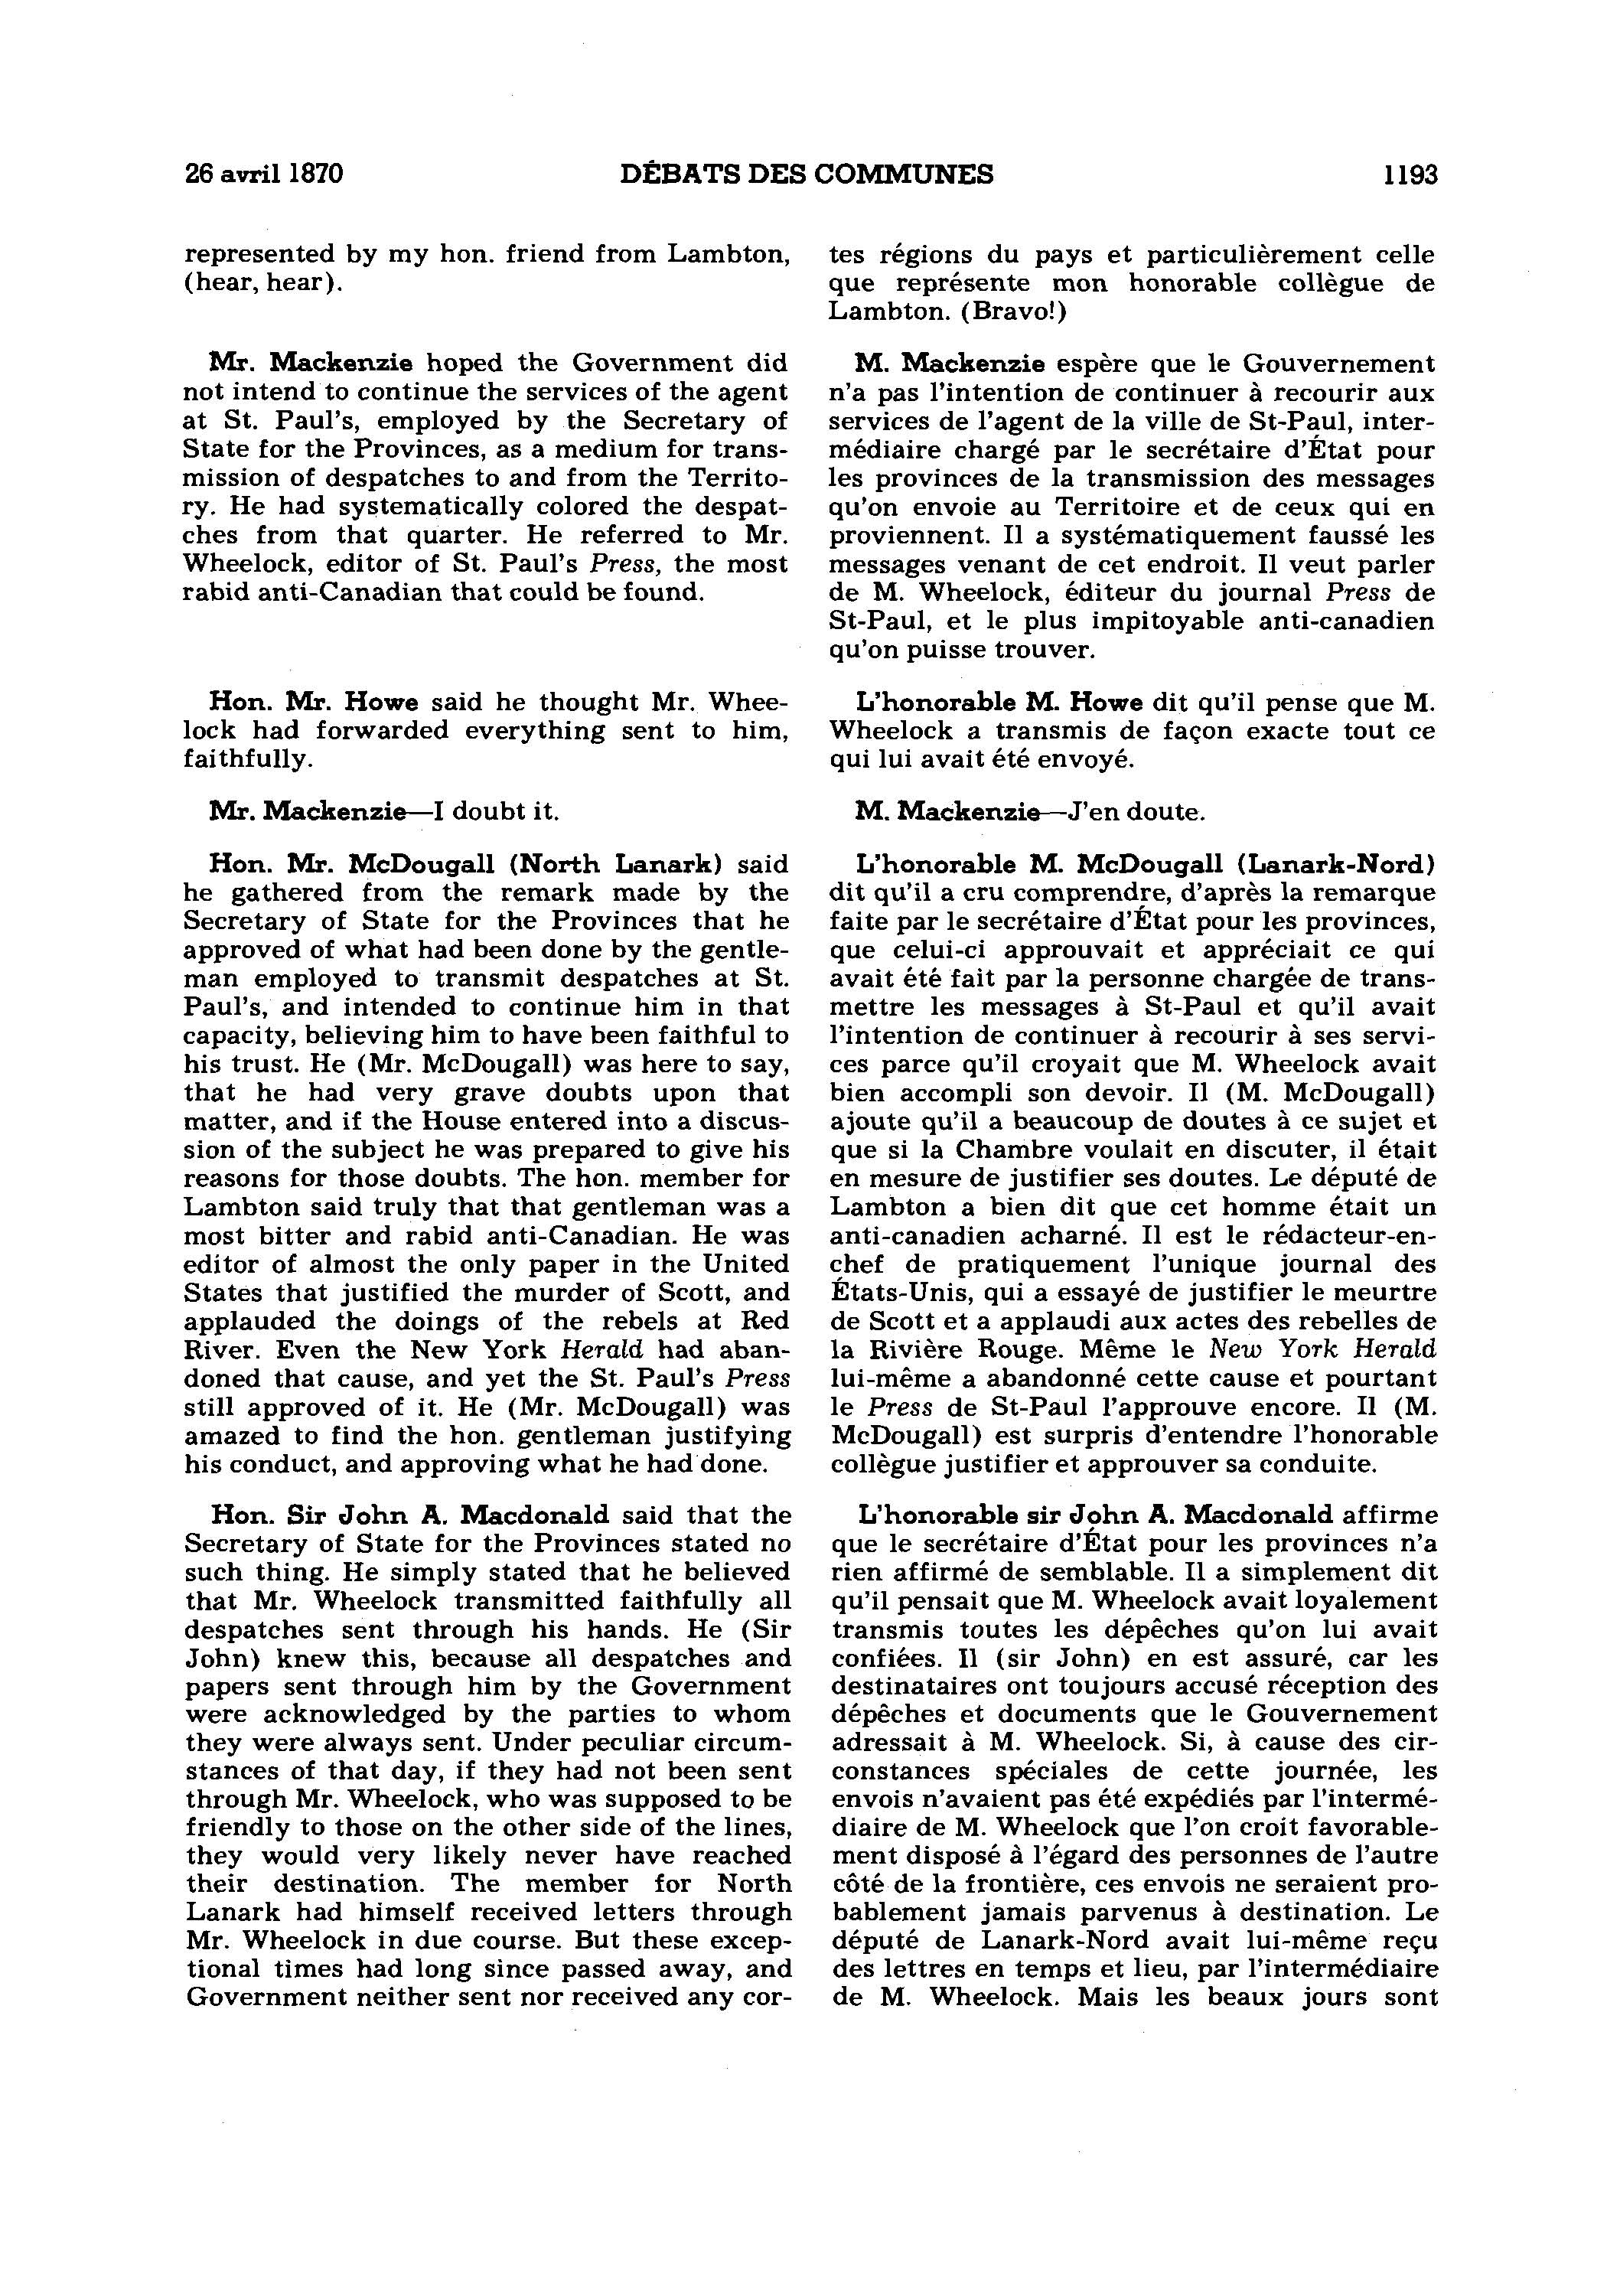 26 avril 1870 DÉBATS DES COMMUNES 1193
represented by my hon. friend from Lambton,
(hear, hear).
Mr. Mackenzie hoped the Government did
not intend to continue the services of the agent
at St. Paul's, employed by the Secretary of
State for the Provinces, as a medium for trans-
mission of despatches to and from the Territo-
ry. He had systematically colored the despat-
ches from that quarter. He referred to Mr.
Wheelock, editor of St. Paul's Press, the most
rabid anti-Canadian that could be found.
Hon. Mr. Howe said he thought Mr. Whee-
lock had forwarded everything sent to him,
faithfully.
Mr. Mackenzie—I doubt it.
Hon. Mr. McDougall (North Lanark) said
he gathered from the remark made by the
Secretary of State for the Provinces that he
approved of what had been done by the gentle-
man employed to transmit despatches at St.
Paul's, and intended to continue him in that
capacity, believing him to have been faithful to
his trust. He (Mr. McDougall) was here to say,
that he had very grave doubts upon that
matter, and if the House entered into a discus-
sion of the subject he was prepared to give his
reasons for those doubts. The hon. member for
Lambton said truly that that gentleman was a
most bitter and rabid anti-Canadian. He was
editor of almost the only paper in the United
States that justified the murder of Scott, and
applauded the doings of the rebels at Red
River. Even the New York Herald had aban-
doned that cause, and yet the St. Paul's Press
still approved of it. He (Mr. McDougall) was
amazed to find the hon. gentleman justifying
his conduct, and approving what he had done.
Hon. Sir John A. Macdonald said that the
Secretary of State for the Provinces stated no
such thing. He simply stated that he believed
that Mr. Wheelock transmitted faithfully all
despatches sent through his hands. He (Sir
John) knew this, because all despatches and
papers sent through him by the Government
were acknowledged by the parties to whom
they were always sent. Under peculiar circum-
stances of that day, if they had not been sent
through Mr. Wheelock, who was supposed to be
friendly to those on the other side of the lines,
they would very likely never have reached
their destination. The member for North
Lanark had himself received letters through
Mr. Wheelock in due course. But these excep-
tional times had long since passed away, and
Government neither sent nor received any cor-
tes régions du pays et particulièrement celle
que représente mon honorable collègue de
Lambton. (Bravo!)
M. Mackenzie espère que le Gouvernement
n'a pas l'intention de continuer à recourir aux
services de l'agent de la ville de St-Paul, inter-
médiaire chargé par le secrétaire d'État pour
les provinces de la transmission des messages
qu'on envoie au Territoire et de ceux qui en
proviennent. Il a systématiquement faussé les
messages venant de cet endroit. Il veut parler
de M. Wheelock, éditeur du journal Press de
St-Paul, et le plus impitoyable anti-canadien
qu'on puisse trouver.
L'honorable M. Howe dit qu'il pense que M.
Wheelock a transmis de façon exacte tout ce
qui lui avait été envoyé.
M. Mackenzie—J'en doute.
L'honorable M. McDougall (Lanark-Nord)
dit qu'il a cru comprendre, d'après la remarque
faite par le secrétaire d'État pour les provinces,
que celui-ci approuvait et appréciait ce qui
avait été fait par la personne chargée de trans-
mettre les messages à St-Paul et qu'il avait
l'intention de continuer à recourir à ses servi-
ces parce qu'il croyait que M. Wheelock avait
bien accompli son devoir. Il (M. McDougall)
ajoute qu'il a beaucoup de doutes à ce sujet et
que si la Chambre voulait en discuter, il était
en mesure de justifier ses doutes. Le député de
Lambton a bien dit que cet homme était un
anti-canadien acharné. Il est le rédacteur-en-
chef de pratiquement l'unique journal des
États-Unis, qui a essayé de justifier le meurtre
de Scott et a applaudi aux actes des rebelles de
la Rivière Rouge. Même le New York Herald
lui-même a abandonné cette cause et pourtant
le Press de St-Paul l'approuve encore. Il (M.
McDougall) est surpris d'entendre l'honorable
collègue justifier et approuver sa conduite.
L'honorable sir John A. Macdonald affirme
que le secrétaire d'État pour les provinces n'a
rien affirmé de semblable. Il a simplement dit
qu'il pensait que M. Wheelock avait loyalement
transmis toutes les dépêches qu'on lui avait
confiées. Il (sir John) en est assuré, car les
destinataires ont toujours accusé réception des
dépêches et documents que le Gouvernement
adressait à M. Wheelock. Si, à cause des cir-
constances spéciales de cette journée, les
envois n'avaient pas été expédiés par l'intermé-
diaire de M. Wheelock que l'on croit favorable-
ment disposé à l'égard des personnes de l'autre
côté de la frontière, ces envois ne seraient pro-
bablement jamais parvenus à destination. Le
député de Lanark-Nord avait lui-même reçu
des lettres en temps et lieu, par l'intermédiaire
de M. Wheelock. Mais les beaux jours sont